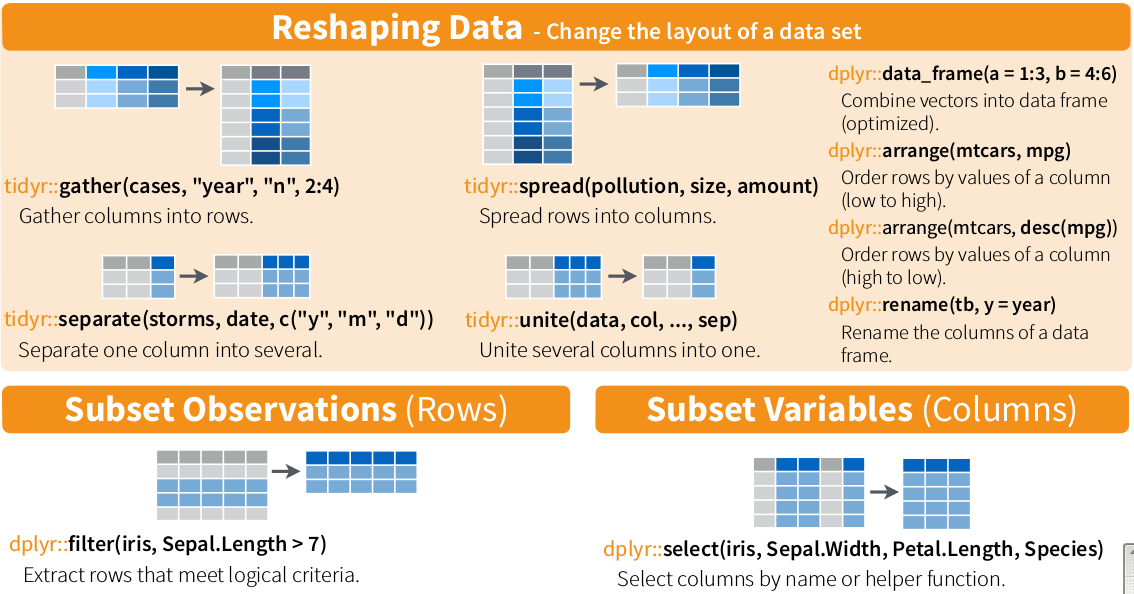 Reshaping Data - Change the layout of a data set
tidyr::gather(cases, "year", "n", 2:4)
Gather columns into rows.
tidyr::spread(pollution, size, amount)
Spread rows into columns.
tidyr::separate(storms, date, c("y", "m", "d"))
Separate one column into several.
tidyr::unite(data, col, ..., sep)
Unite several columns into one.
dplyr::data_frame(a = 1:3, b = 4:6)
Combine vectors into data frame
(optimized).
dplyr::arrange(mtcars, mpg)
Order rows by values of a column
(low to high).
dplyr::arrange(mtcars, desc(mpg))
Order rows by values of a column
(high to low).
dplyr::rename(tb, y = year)
Rename the columns of a data
frame.
Subset Observations (Rows)
dplyr::filter(iris, Sepal.Length > 7)
Extract rows that meet logical criteria.
Subset Variables (Columns)
dplyr::select(iris, Sepal.Width, Petal.Length, Species)
Select columns by name or helper function.